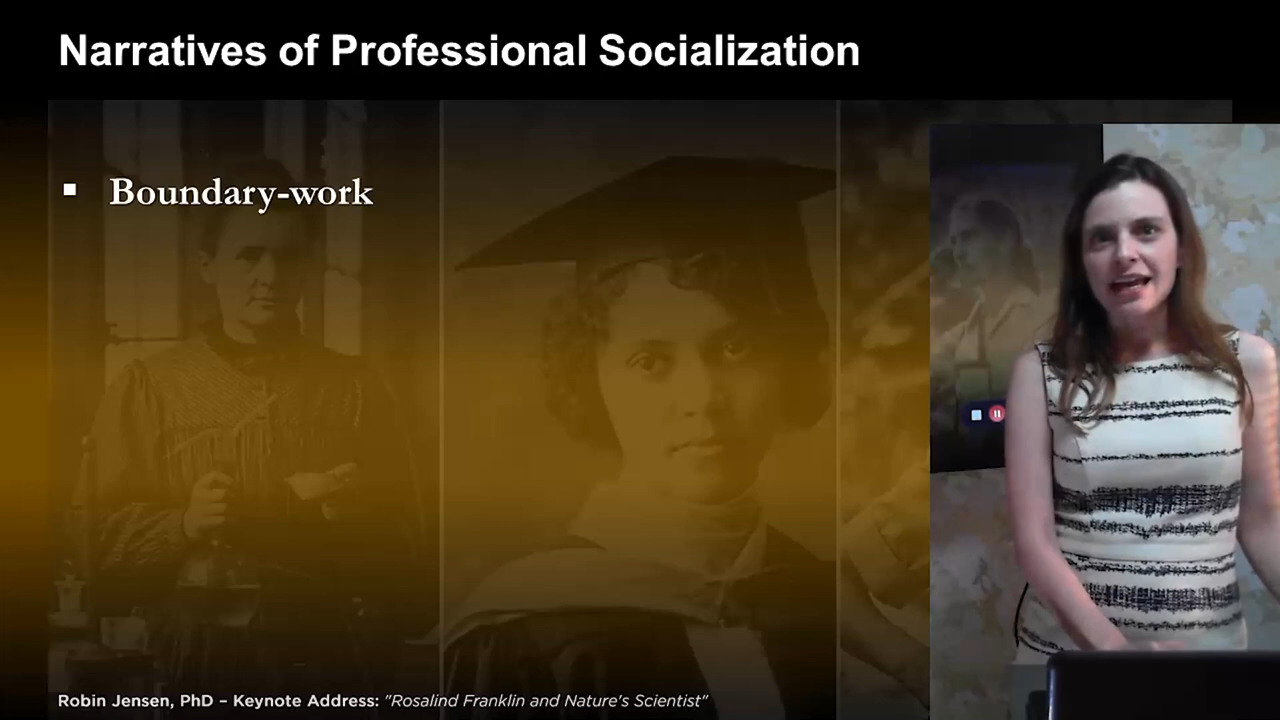 Narratives of Professional Socialization
▪ Boundary-work
Robin Jensen, PhD – Keynote Address: "Rosalind Franklin and Nature's Scientist"